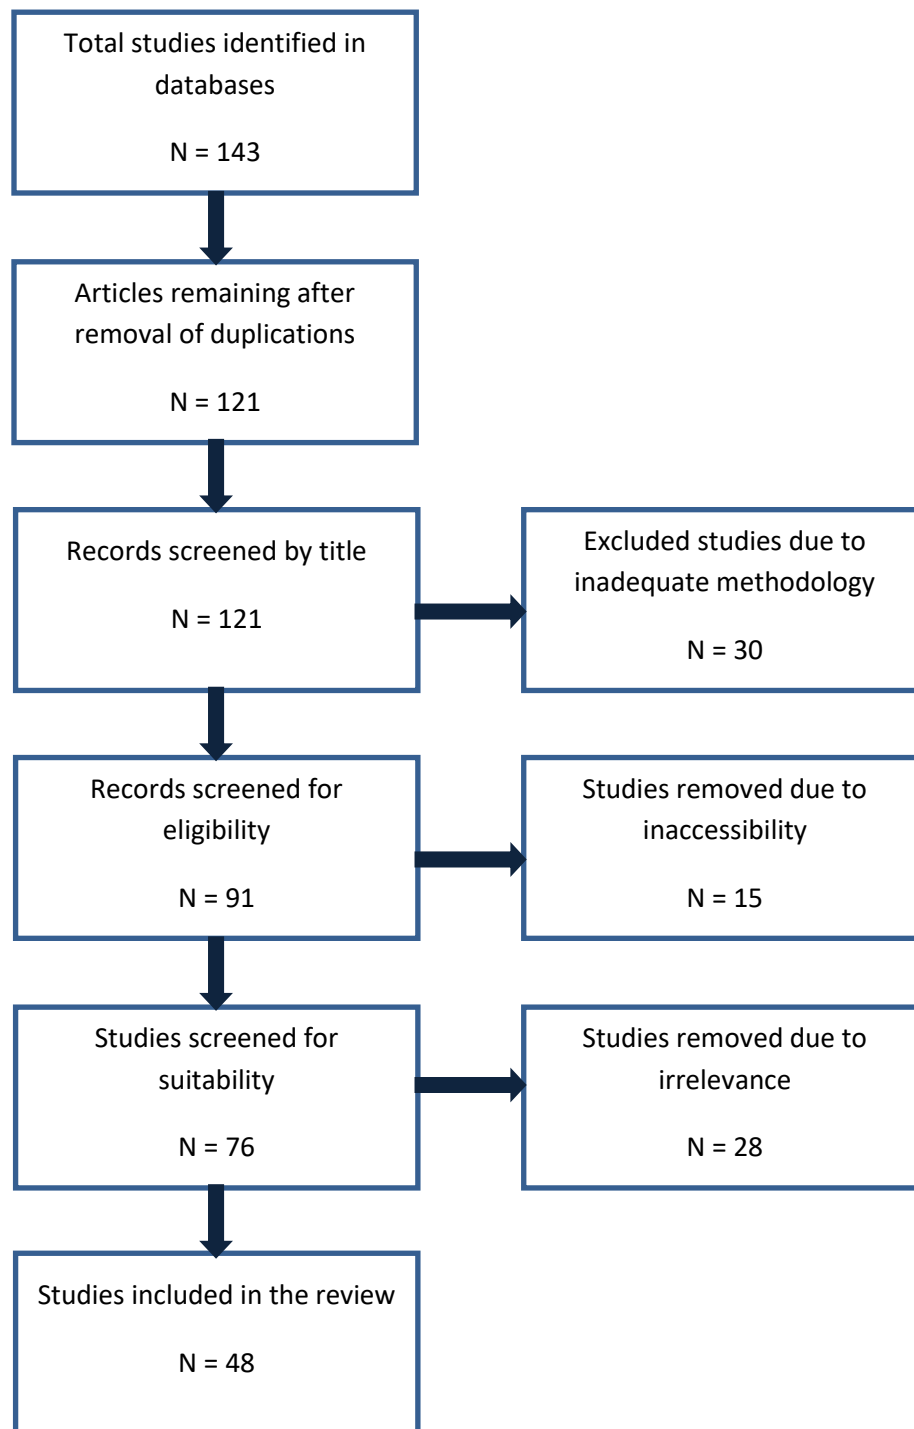 Total studies identified in
databases
N = 143
Articles remaining after
removal of duplications
N = 121
Records screened by title
N = 121
Excluded studies due to
inadequate methodology
N = 30
Records screened for
eligibility
N = 91
Studies removed due to
inaccessibility
N = 15
Studies screened for
suitability
N = 76
Studies removed due to
irrelevance
N = 28
Studies included in the review
N = 48